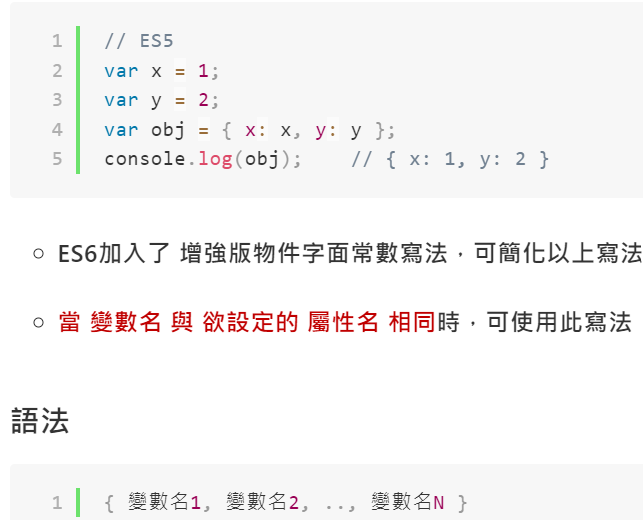 1 // ES5
2 var x = 1;
3 var y = 2;
4 var obj = { x: x, y: y };
5 console.log(obj); // { x: 1, y: 2 }
ES6加入了 增強版物件字面常數寫法，可簡化以上寫法
當 變數名 與 欲設定的 屬性名 相同時，可使用此寫法
語法
1 { 變數名1, 變數名2, .., 變數名N }